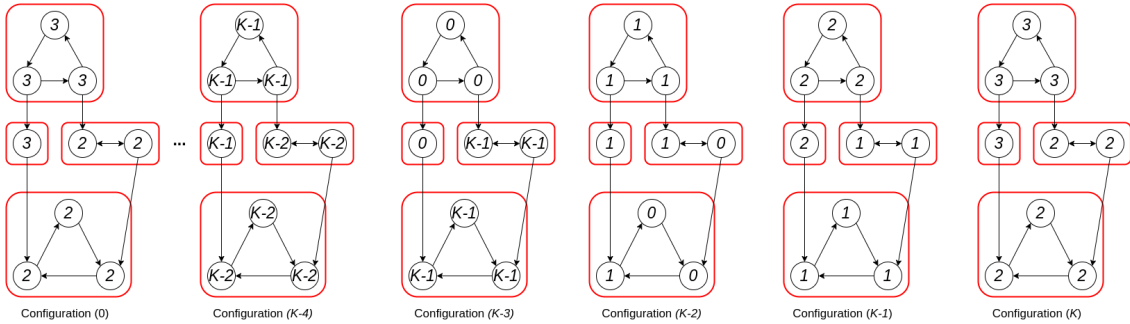 3 K-1 0 1 2 3
3 3 K-1 K-1 0 0 1 1 2 2 3 3
3 2 2 ... K-1 K-2 K-2 0 K-1 K-1 1 1 0 2 1 1 3 2 2
2 K-2 K-1 0 1 2
2 2 K-2 K-2 K-1 K-1 1 0 1 1 2 2
Configuration (0) Configuration (K-4) Configuration (K-3) Configuration (K-2) Configuration (K-1) Configuration (K)